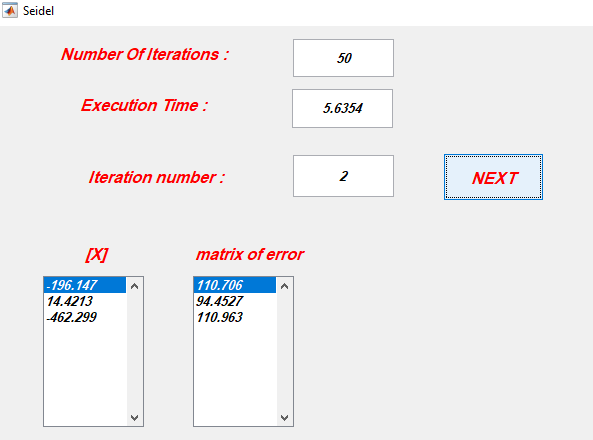 Seidel
Number Of Iterations :
50
Execution Time :
5.6354
Iteration number :
2
NEXT
[X]
matrix of error
-196.147
110.706
14.4213
94.4527
-462.299
110.963